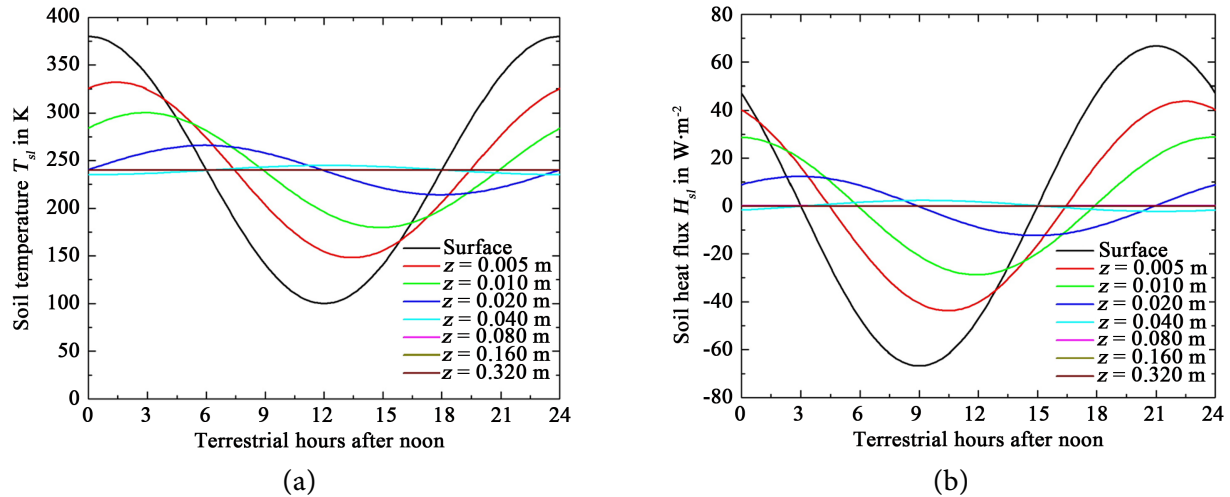 400
350
300
250
200
150
100
50
0
Soil temperature T_sl in K
Surface
z = 0.005 m
z = 0.010 m
z = 0.020 m
z = 0.040 m
z = 0.080 m
z = 0.160 m
z = 0.320 m
0 3 6 9 12 15 18 21 24
Terrestrial hours after noon
(a)
80
60
40
20
0
-20
-40
-60
-80
Soil heat flux H_sl in W·m-2
Surface
z = 0.005 m
z = 0.010 m
z = 0.020 m
z = 0.040 m
z = 0.080 m
z = 0.160 m
z = 0.320 m
0 3 6 9 12 15 18 21 24
Terrestrial hours after noon
(b)